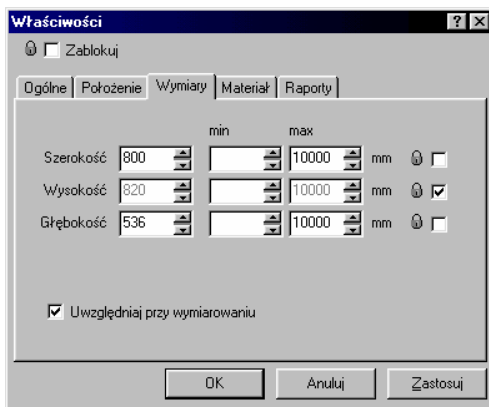 Właściwości
Zablokuj
Ogólne Położenie Wymiary Materiał Raporty
min max
Szerokość 800 10000 mm
Wysokość 820 10000 mm
Głębokość 536 10000 mm
Uwzględniaj przy wymiarowaniu
OK Anuluj Zastosuj